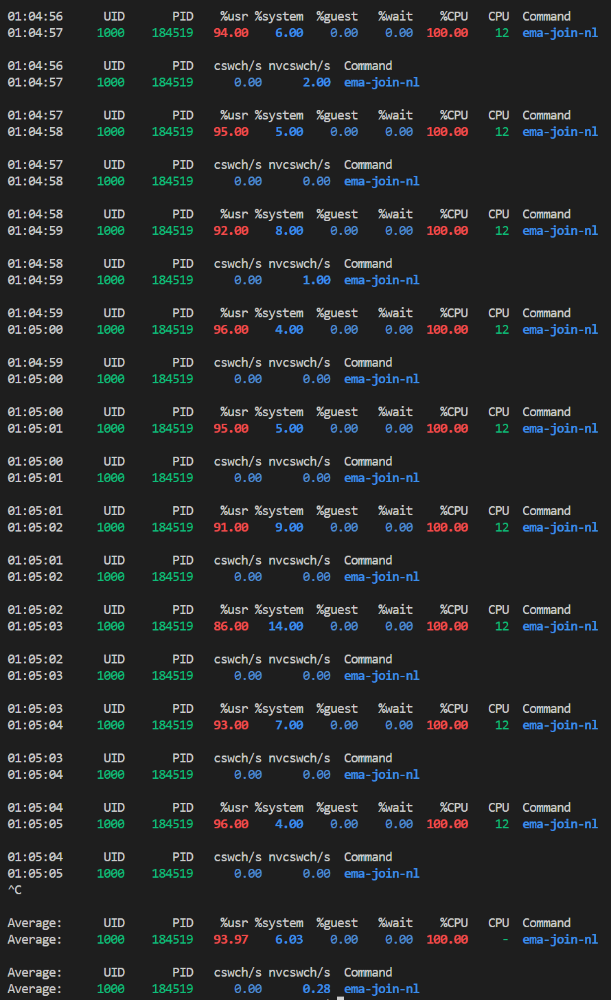 01:04:56      UID       PID    %usr %system  %guest   %wait    %CPU   CPU  Command
01:04:57     1000    184519   94.00    6.00    0.00    0.00  100.00    12  ema-join-nl
01:04:56      UID       PID   cswch/s nvcswch/s  Command
01:04:57     1000    184519      0.00      2.00  ema-join-nl
01:04:57      UID       PID    %usr %system  %guest   %wait    %CPU   CPU  Command
01:04:58     1000    184519   95.00    5.00    0.00    0.00  100.00    12  ema-join-nl
01:04:57      UID       PID   cswch/s nvcswch/s  Command
01:04:58     1000    184519      0.00      0.00  ema-join-nl
01:04:58      UID       PID    %usr %system  %guest   %wait    %CPU   CPU  Command
01:04:59     1000    184519   92.00    8.00    0.00    0.00  100.00    12  ema-join-nl
01:04:58      UID       PID   cswch/s nvcswch/s  Command
01:04:59     1000    184519      0.00      1.00  ema-join-nl
01:04:59      UID       PID    %usr %system  %guest   %wait    %CPU   CPU  Command
01:05:00     1000    184519   96.00    4.00    0.00    0.00  100.00    12  ema-join-nl
01:04:59      UID       PID   cswch/s nvcswch/s  Command
01:05:00     1000    184519      0.00      0.00  ema-join-nl
01:05:00      UID       PID    %usr %system  %guest   %wait    %CPU   CPU  Command
01:05:01     1000    184519   95.00    5.00    0.00    0.00  100.00    12  ema-join-nl
01:05:00      UID       PID   cswch/s nvcswch/s  Command
01:05:01     1000    184519      0.00      0.00  ema-join-nl
01:05:01      UID       PID    %usr %system  %guest   %wait    %CPU   CPU  Command
01:05:02     1000    184519   91.00    9.00    0.00    0.00  100.00    12  ema-join-nl
01:05:01      UID       PID   cswch/s nvcswch/s  Command
01:05:02     1000    184519      0.00      0.00  ema-join-nl
01:05:02      UID       PID    %usr %system  %guest   %wait    %CPU   CPU  Command
01:05:03     1000    184519   86.00   14.00    0.00    0.00  100.00    12  ema-join-nl
01:05:02      UID       PID   cswch/s nvcswch/s  Command
01:05:03     1000    184519      0.00      0.00  ema-join-nl
01:05:03      UID       PID    %usr %system  %guest   %wait    %CPU   CPU  Command
01:05:04     1000    184519   93.00    7.00    0.00    0.00  100.00    12  ema-join-nl
01:05:03      UID       PID   cswch/s nvcswch/s  Command
01:05:04     1000    184519      0.00      0.00  ema-join-nl
01:05:04      UID       PID    %usr %system  %guest   %wait    %CPU   CPU  Command
01:05:05     1000    184519   96.00    4.00    0.00    0.00  100.00    12  ema-join-nl
01:05:04      UID       PID   cswch/s nvcswch/s  Command
01:05:05     1000    184519      0.00      0.00  ema-join-nl
^C
Average:      UID       PID    %usr %system  %guest   %wait    %CPU   CPU  Command
Average:     1000    184519   93.97    6.03    0.00    0.00  100.00     -  ema-join-nl
Average:      UID       PID   cswch/s nvcswch/s  Command
Average:     1000    184519      0.00      0.28  ema-join-nl